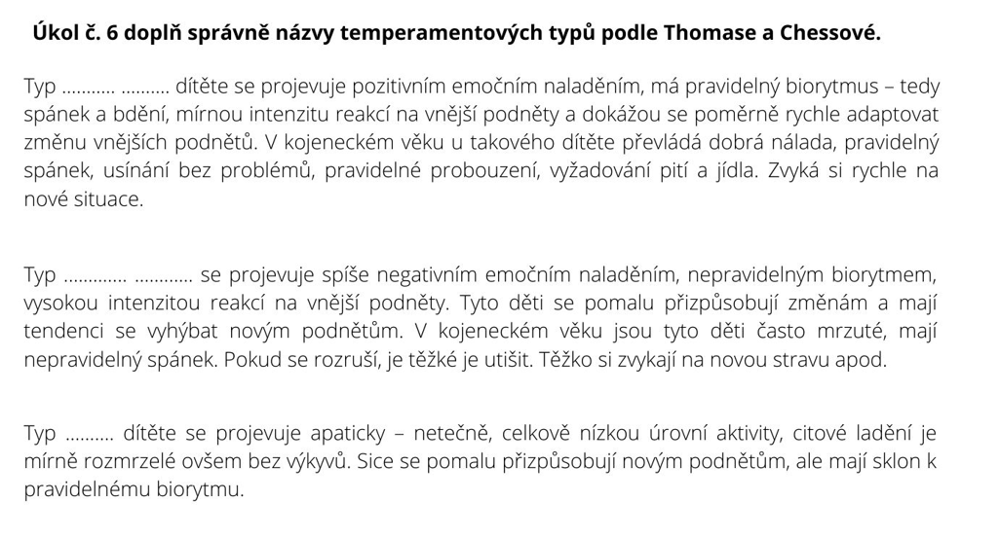 Úkol č. 6 doplň správně názvy temperamentových typů podle Thomase a Chessové.
Typ ........... .......... dítěte se projevuje pozitivním emočním naladěním, má pravidelný biorytmus – tedy
spánek a bdění, mírnou intenzitu reakcí na vnější podněty a dokážou se poměrně rychle adaptovat
změnu vnějších podnětů. V kojeneckém věku u takového dítěte převládá dobrá nálada, pravidelný
spánek, usínání bez problémů, pravidelné probouzení, vyžadování pití a jídla. Zvyká si rychle na
nové situace.
Typ ............. ............ se projevuje spíše negativním emočním naladěním, nepravidelným biorytmem,
vysokou intenzitou reakcí na vnější podněty. Tyto děti se pomalu přizpůsobují změnám a mají
tendenci se vyhýbat novým podnětům. V kojeneckém věku jsou tyto děti často mrzuté, mají
nepravidelný spánek. Pokud se rozruší, je těžké je utišit. Těžko si zvykají na novou stravu apod.
Typ .......... dítěte se projevuje apaticky – netečně, celkově nízkou úrovní aktivity, citové ladění je
mírně rozmrzelé ovšem bez výkyvů. Sice se pomalu přizpůsobují novým podnětům, ale mají sklon k
pravidelnému biorytmu.